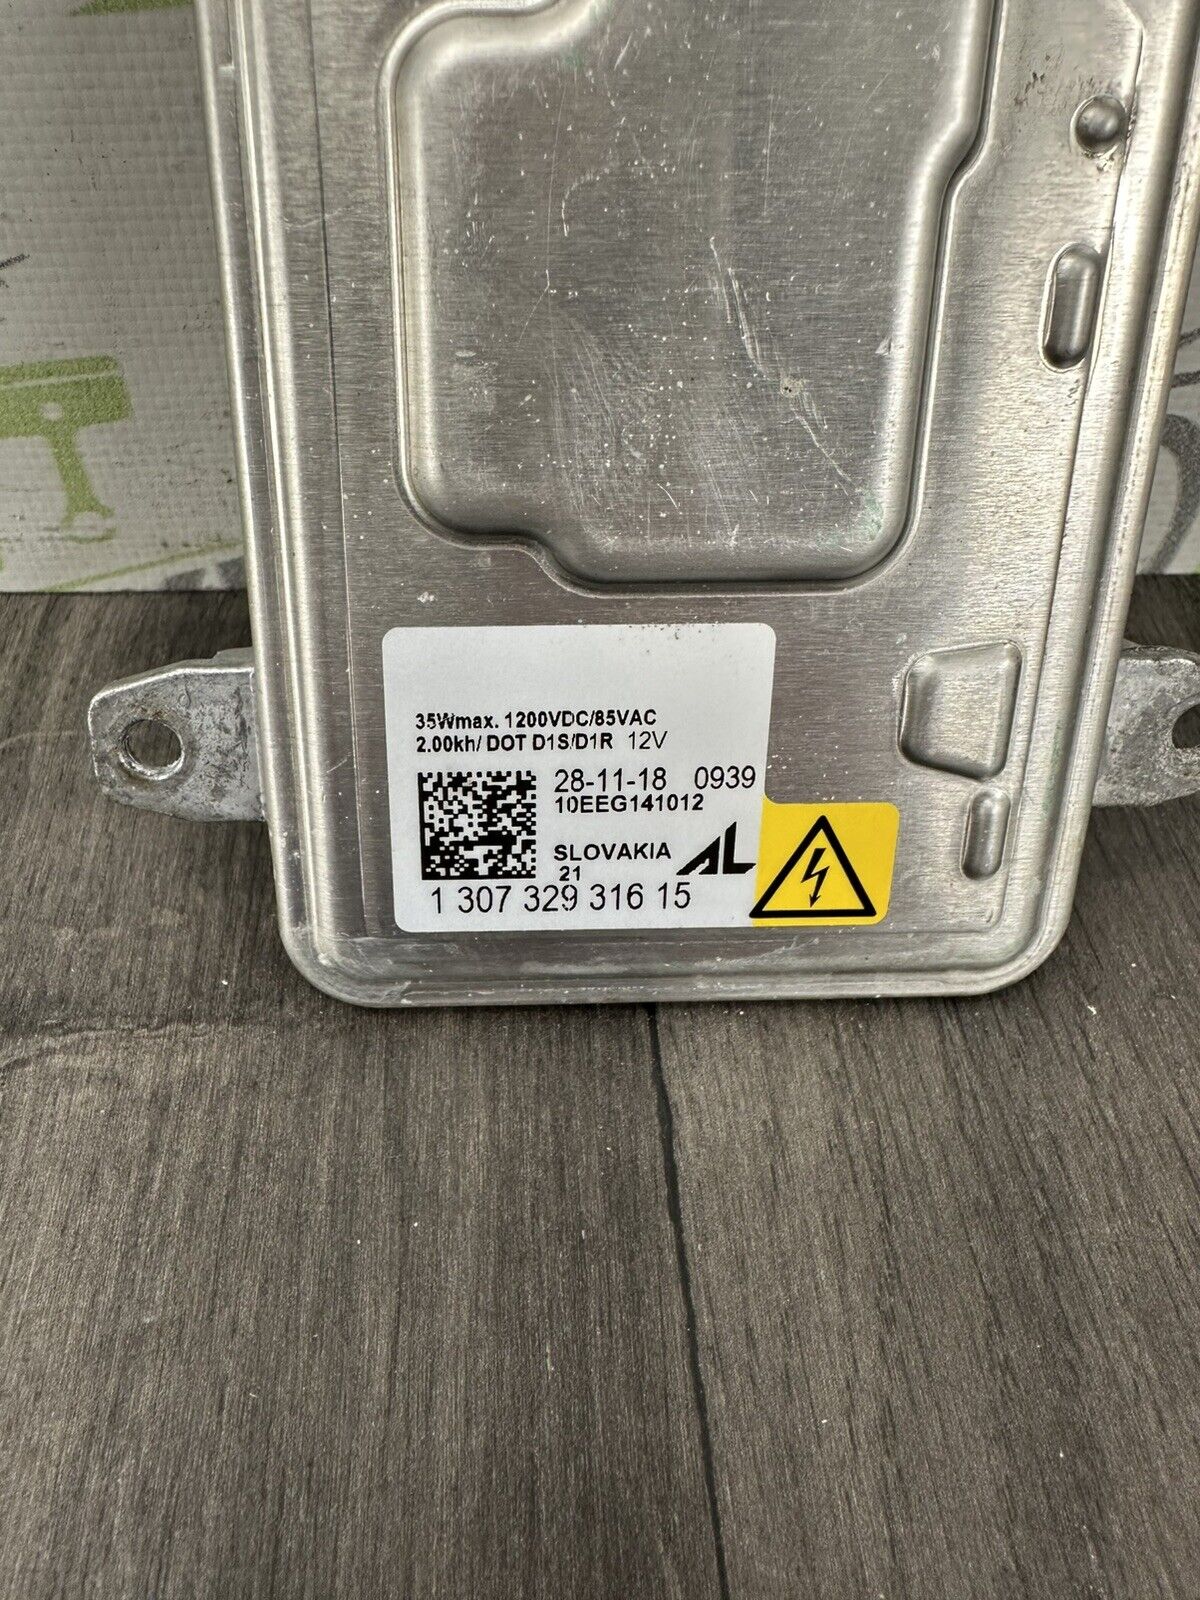 35Wmax. 1200VDC/85VAC
2.00kh/ DOT D1S/D1R 12V
28-11-18 0939
10EEG141012
SLOVAKIA AL
21
1 307 329 316 15